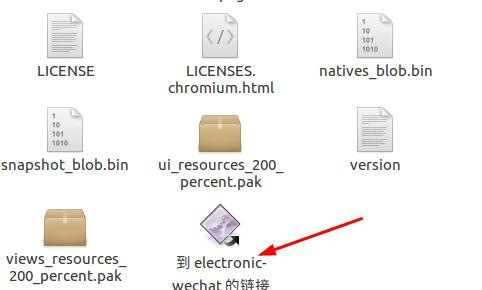 LICENSE
LICENSES.
chromium.html
natives_blob.bin
snapshot_blob.bin
ui_resources_200_
percent.pak
version
views_resources_
200_percent.pak
到 electronic-
wechat 的链接